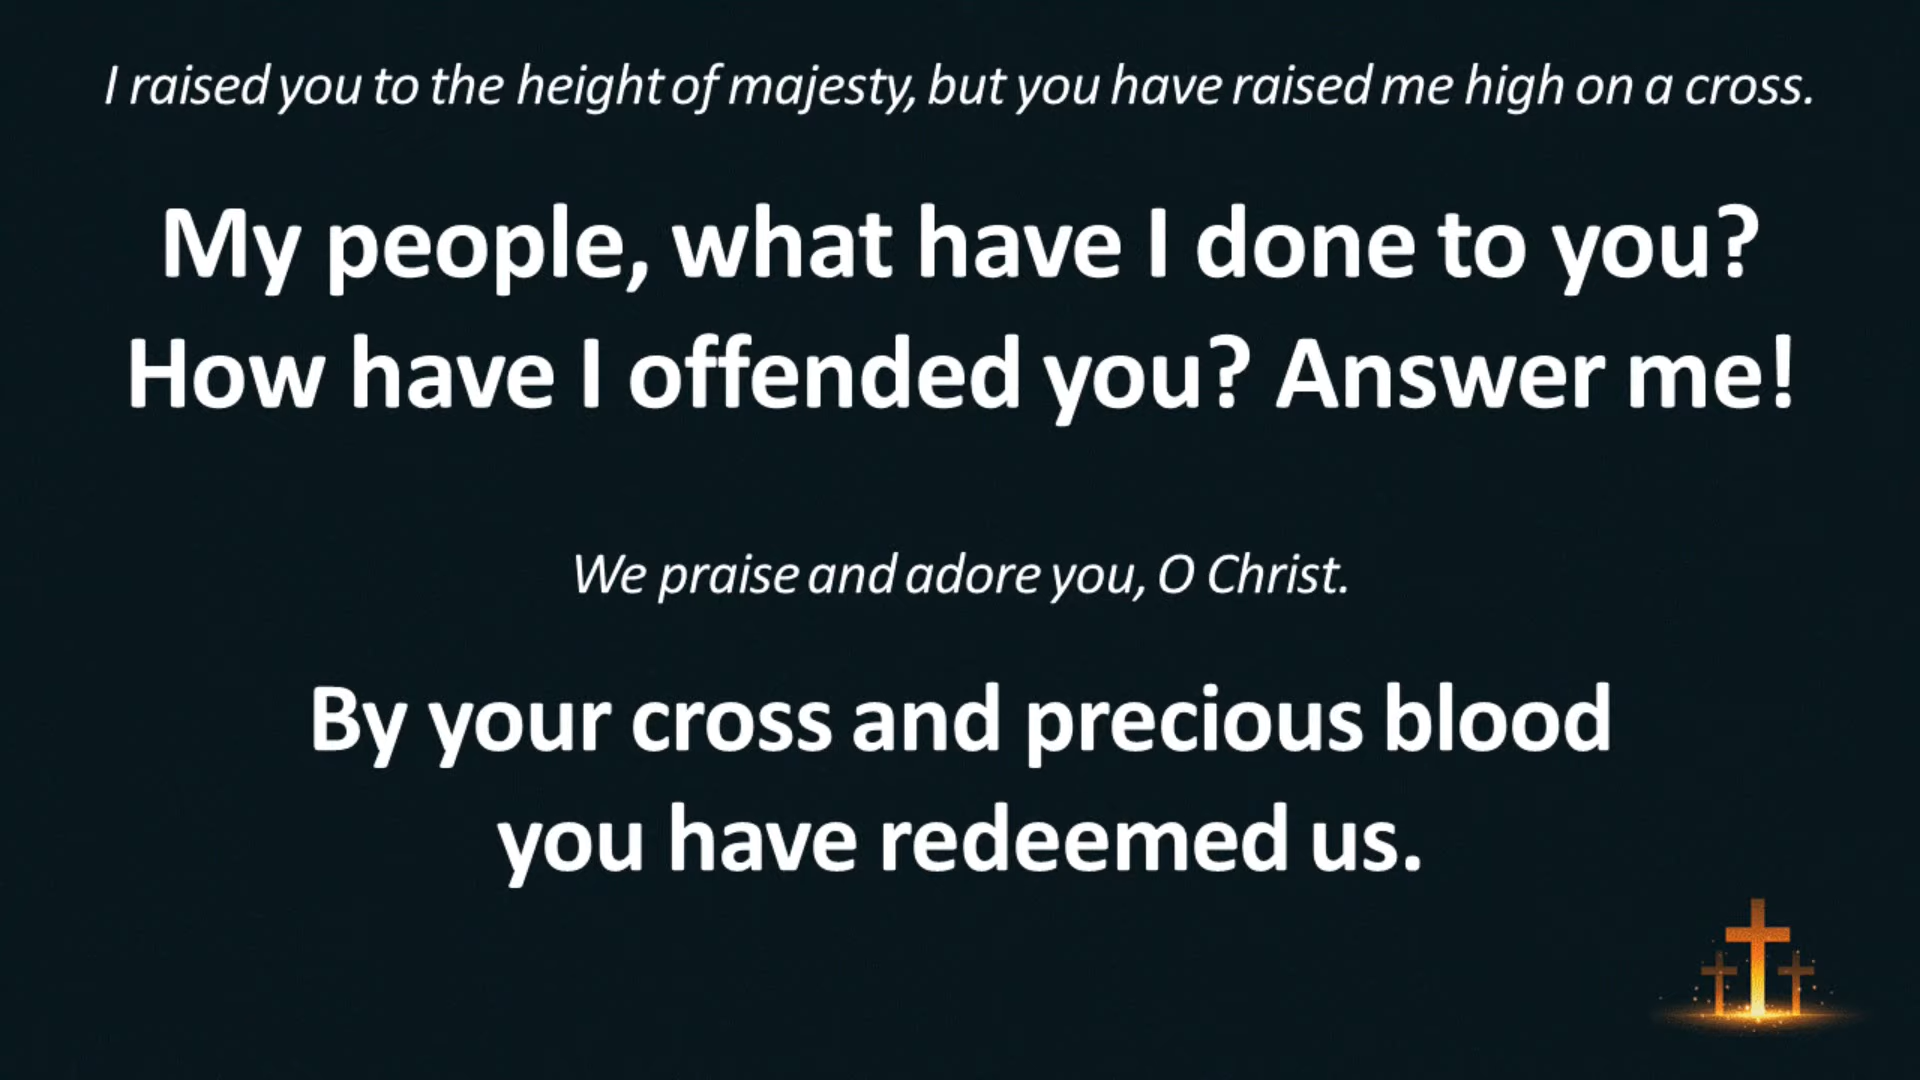 I raised you to the height of majesty, but you have raised me high on a cross.
My people, what have I done to you?
How have I offended you? Answer me!
We praise and adore you, O Christ.
By your cross and precious blood
you have redeemed us.